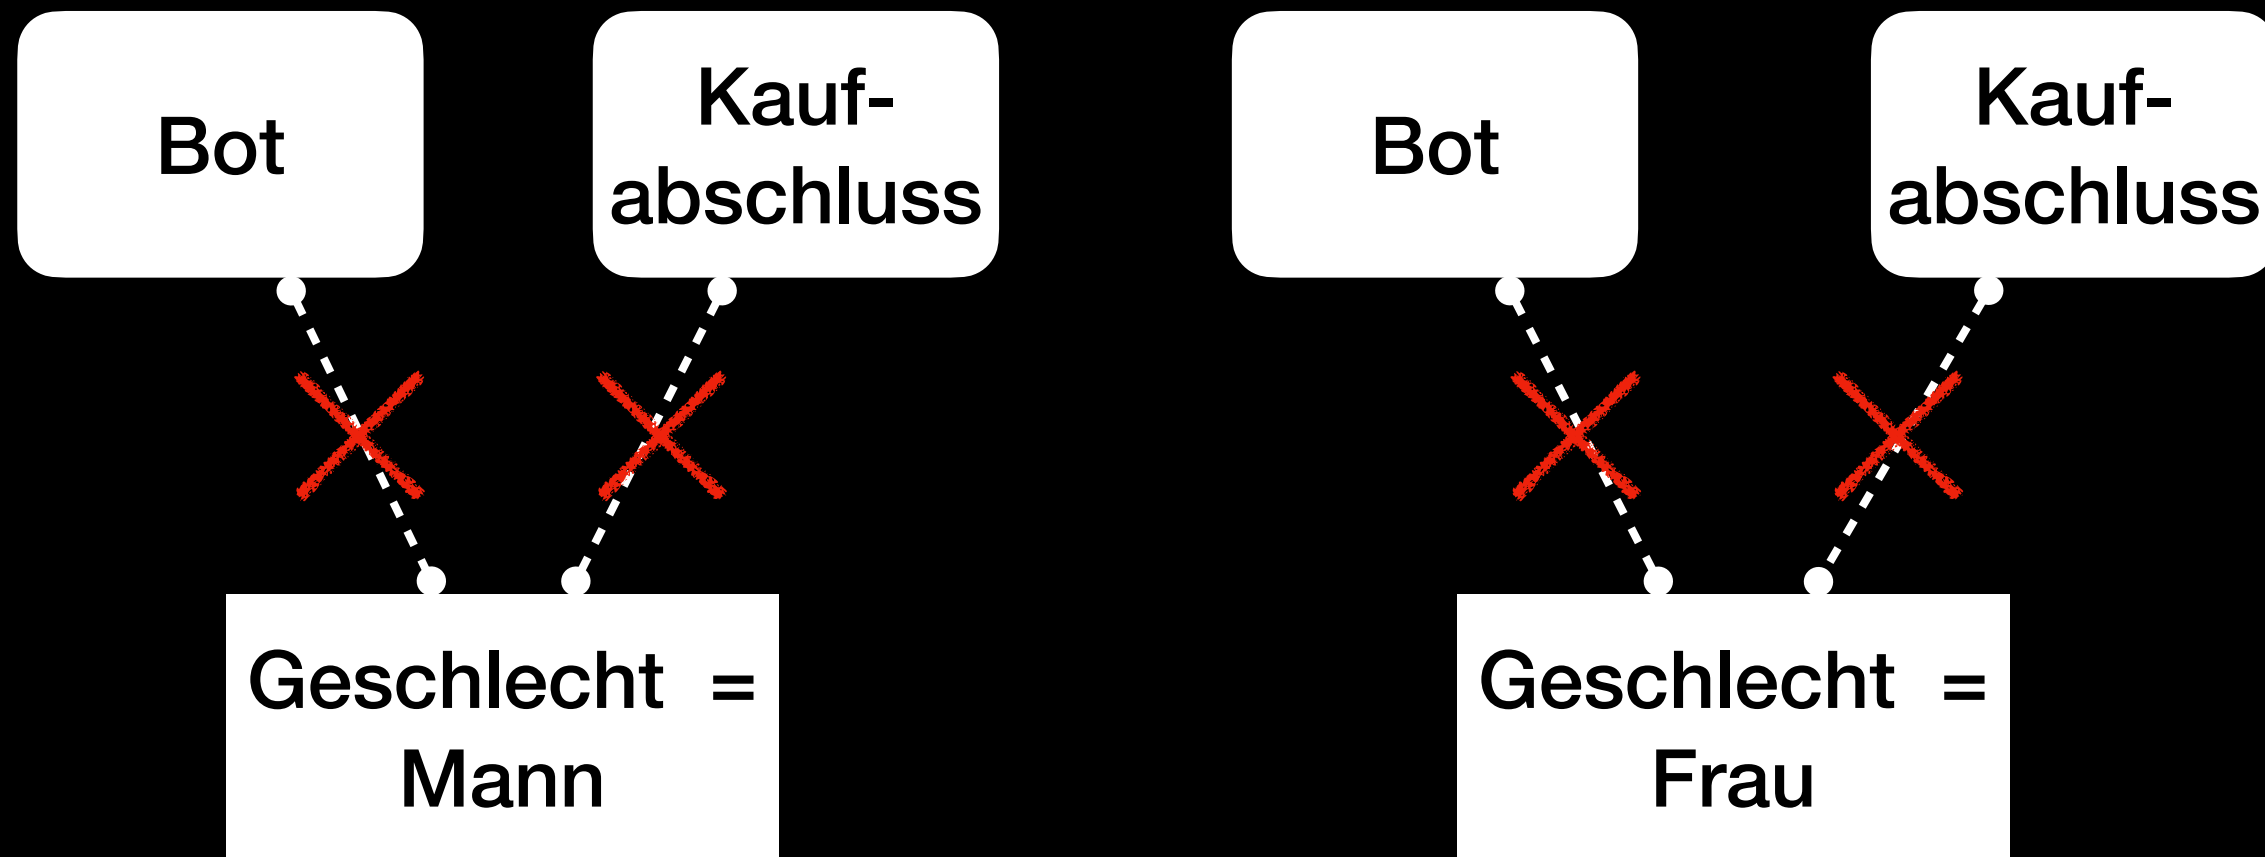 Bot
Kauf-
abschluss
Bot
Kauf-
abschluss
Geschlecht =
Mann
Geschlecht =
Frau